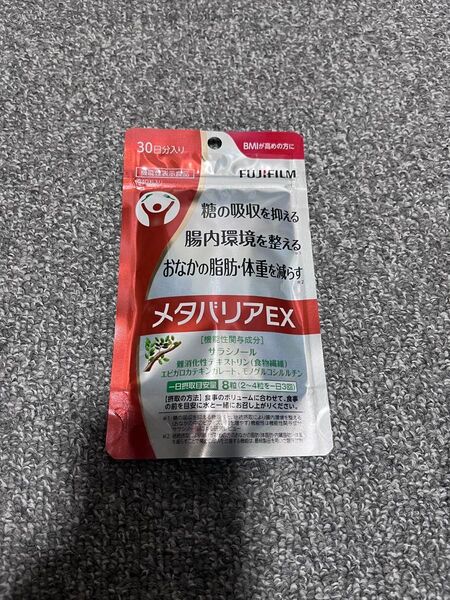 30日分入り
BMIが高めの方に
機能性表示食品
FUJIFILM
糖の吸収を抑える
腸内環境を整える
おなかの脂肪・体重を減らす
メタバリアEX
[機能性関与成分]
サラシノール
難消化性デキストリン(食物繊維)
エピガロカテキンガレート、モノグルコシルルチン
一日摂取目安量 8粒(2~4粒を一日3回)
【摂取の方法】食事のボリュームに合わせて、食事
の前を目安に水と一緒にお召し上がりください。